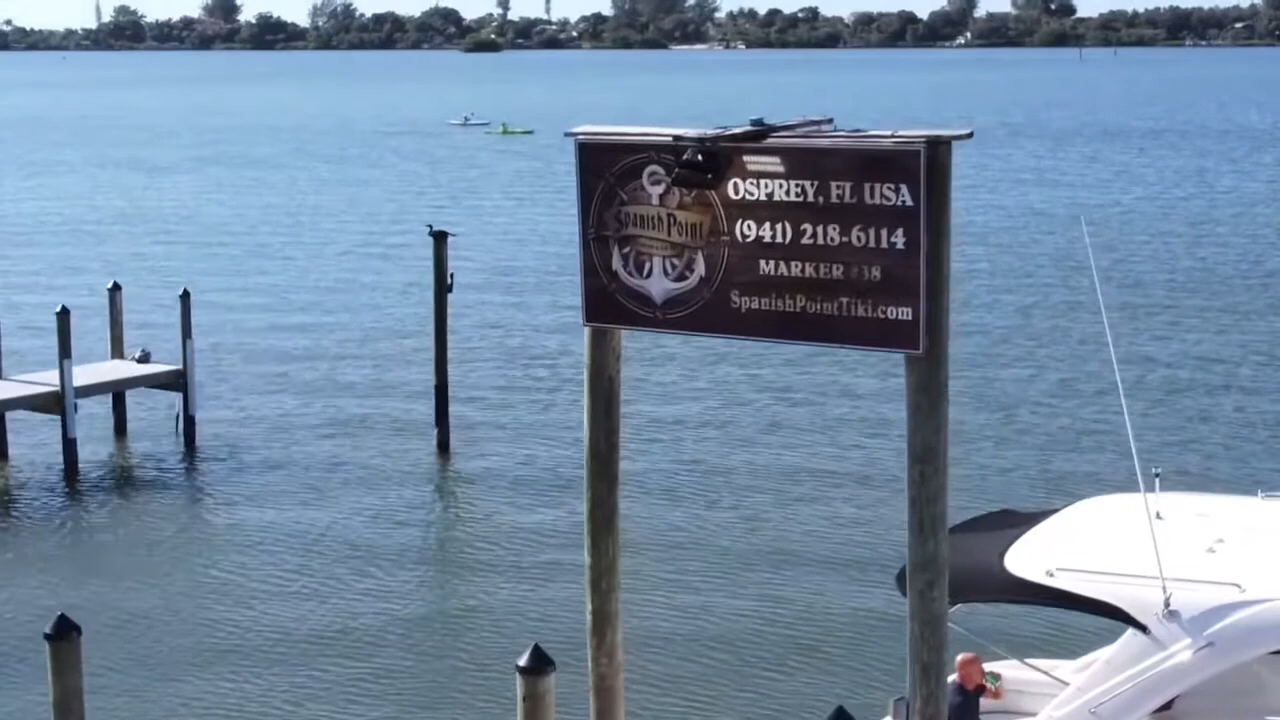 Spanish Point
OSPREY, FL USA
(941) 218-6114
MARKER #38
SpanishPointTiki.com